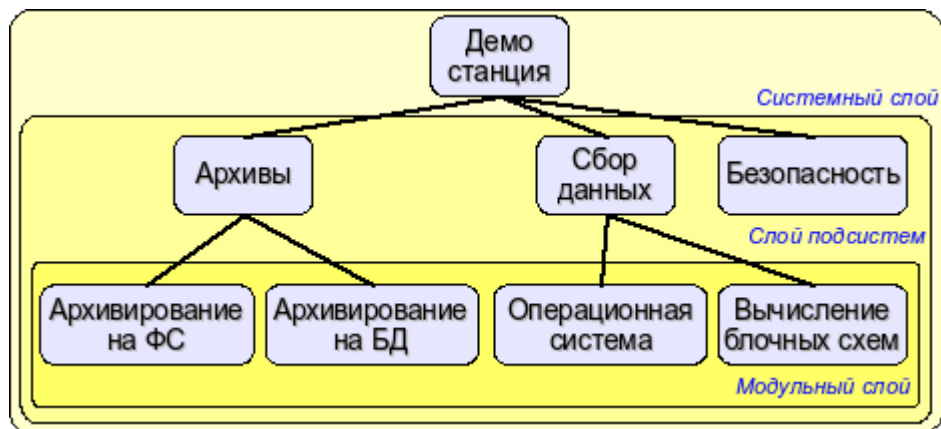 Демо
станция
Системный слой
Архивы
Сбор
данных
Безопасность
Слой подсистем
Архивирование
на ФС
Архивирование
на БД
Операционная
система
Вычисление
блочных схем
Модульный слой